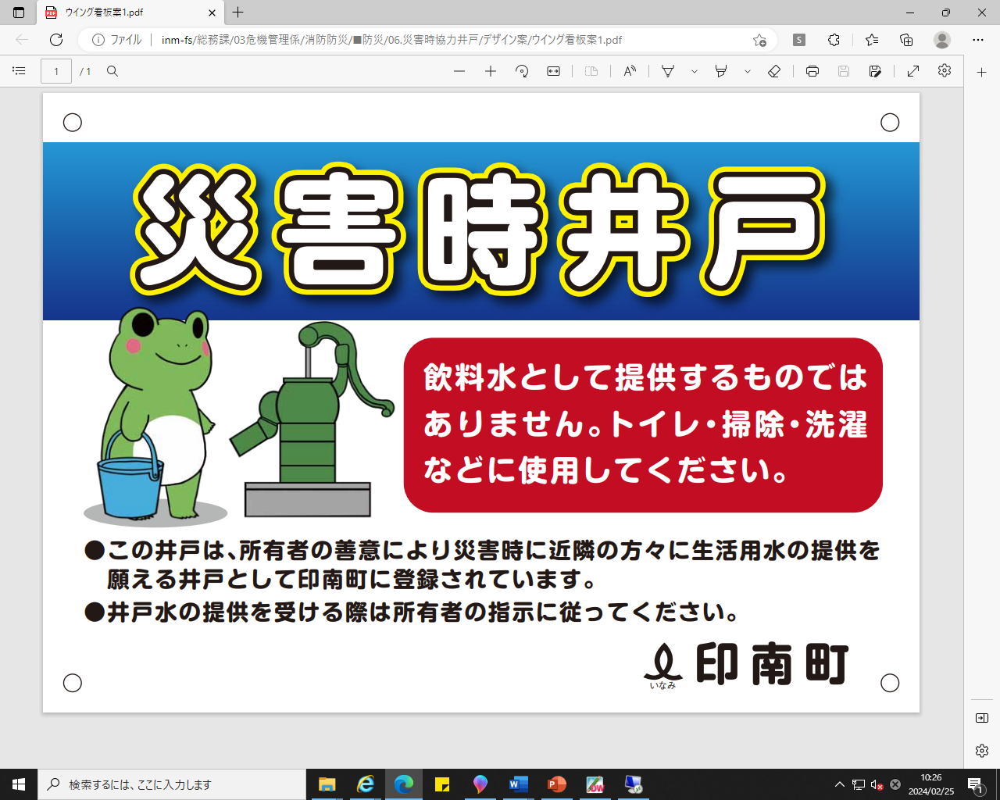 ウイング看板案1.pdf
ファイル
inm-fs/総務課/03危機管理係/消防防災/■防災/06.災害時協力井戸/デザイン案/ウイング看板案1.pdf
1 / 1
災害時井戸
飲料水として提供するものでは
ありません。トイレ・掃除・洗濯
などに使用してください。
●この井戸は、所有者の善意により災害時に近隣の方々に生活用水の提供を
願える井戸として印南町に登録されています。
●井戸水の提供を受ける際は所有者の指示に従ってください。
いなみ
印南町
検索するには、ここに入力します
10:26
2024/02/25
1